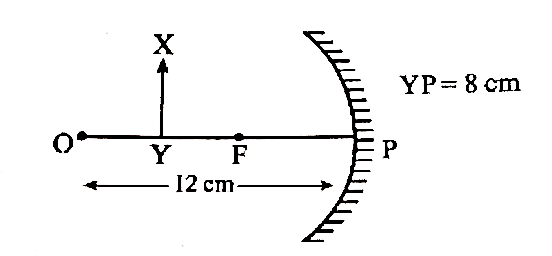 X
YP = 8 cm
O Y F P
12 cm